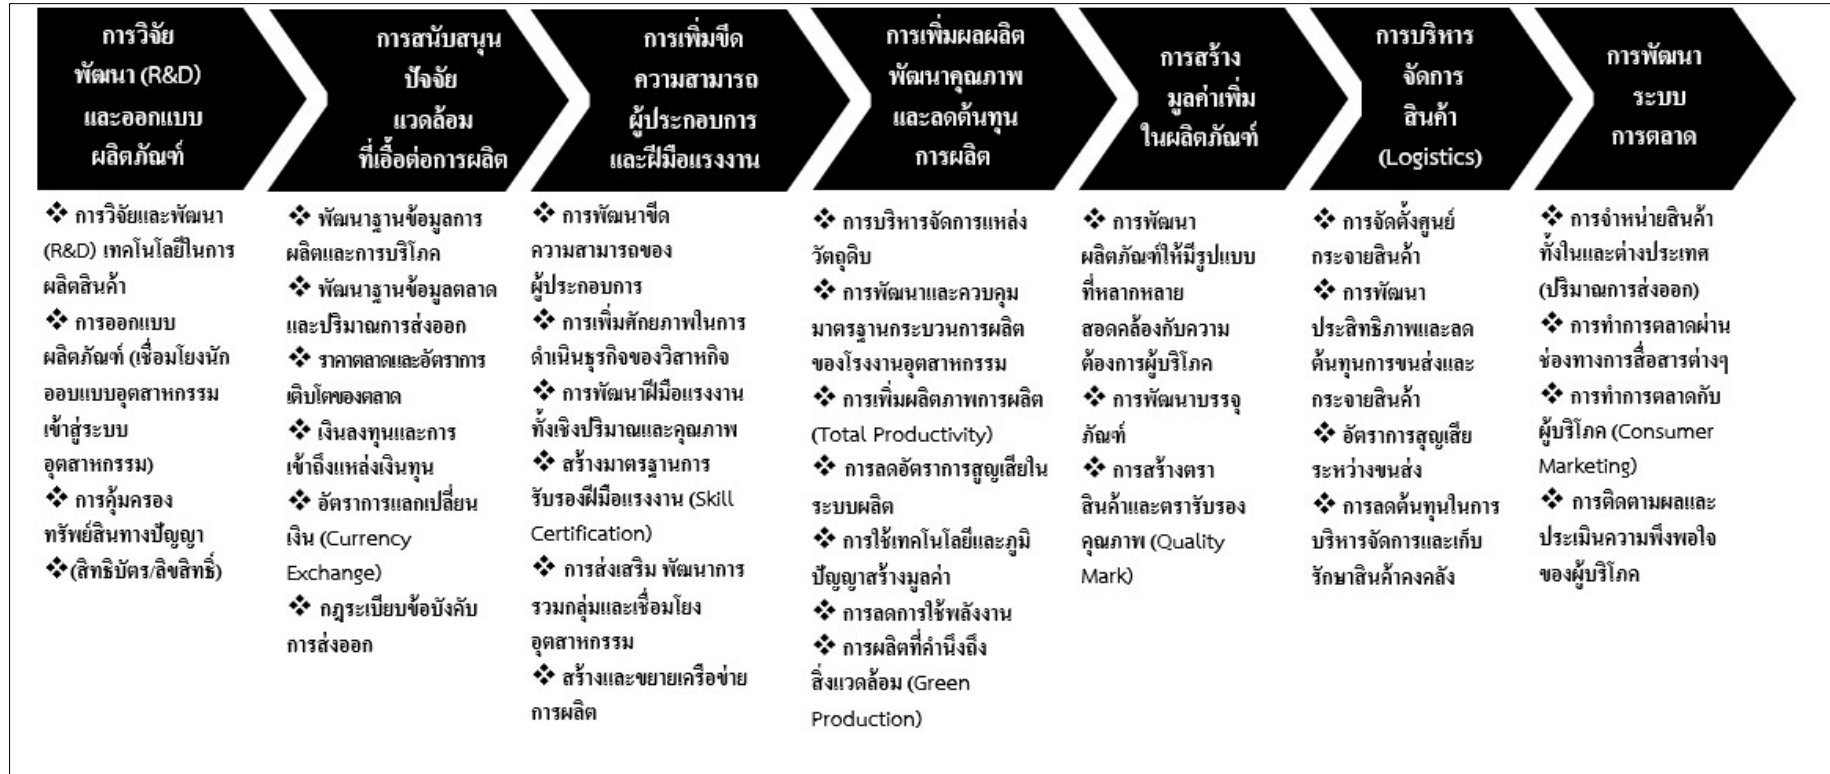 การวิจัย
พัฒนา (R&D)
และออกแบบ
ผลิตภัณฑ์
การสนับสนุน
ปัจจัย
แวดล้อม
ที่เอื้อต่อการผลิต
การเพิ่มขีด
ความสามารถ
ผู้ประกอบการ
และฝีมือแรงงาน
การเพิ่มผลผลิต
พัฒนาคุณภาพ
และลดต้นทุน
การผลิต
การสร้าง
มูลค่าเพิ่ม
ในผลิตภัณฑ์
การบริหาร
จัดการ
สินค้า
(Logistics)
การพัฒนา
ระบบ
การตลาด
❖ การวิจัยและพัฒนา
(R&D) เทคโนโลยีในการ
ผลิตสินค้า
❖ การออกแบบ
ผลิตภัณฑ์ (เชื่อมโยงนัก
ออบแบบอุตสาหกรรม
เข้าสู่ระบบ
อุตสาหกรรม)
❖ การคุ้มครอง
ทรัพย์สินทางปัญญา
❖(สิทธิบัตร/ลิขสิทธิ์)
❖ พัฒนาฐานข้อมูลการ
ผลิตและการบริโภค
❖ พัฒนาฐานข้อมูลตลาด
และปริมาณการส่งออก
❖ ราคาตลาดและอัตราการ
เติบโตของตลาด
❖ เงินลงทุนและการ
เข้าถึงแหล่งเงินทุน
❖ อัตราการแลกเปลี่ยน
เงิน (Currency
Exchange)
❖ กฎระเบียบข้อบังคับ
การส่งออก
❖ การพัฒนาขีด
ความสามารถของ
ผู้ประกอบการ
❖ การเพิ่มศักยภาพในการ
ดำเนินธุรกิจของวิสาหกิจ
❖ การพัฒนาฝีมือแรงงาน
ทั้งเชิงปริมาณและคุณภาพ
❖ สร้างมาตรฐานการ
รับรองฝีมือแรงงาน (Skill
Certification)
❖ การส่งเสริม พัฒนาการ
รวมกลุ่มและเชื่อมโยง
อุตสาหกรรม
❖ สร้างและขยายเครือข่าย
การผลิต
❖ การบริหารจัดการแหล่ง
วัตถุดิบ
❖ การพัฒนาและควบคุม
มาตรฐานกระบวนการผลิต
ของโรงงานอุตสาหกรรม
❖ การเพิ่มผลิตภาพการผลิต
(Total Productivity)
❖ การลดอัตราการสูญเสียใน
ระบบผลิต
❖ การใช้เทคโนโลยีและภูมิ
ปัญญาสร้างมูลค่า
❖ การลดการใช้พลังงาน
❖ การผลิตที่คำนึงถึง
สิ่งแวดล้อม (Green
Production)
❖ การพัฒนา
ผลิตภัณฑ์ให้มีรูปแบบ
ที่หลากหลาย
สอดคล้องกับความ
ต้องการผู้บริโภค
❖ การพัฒนาบรรจุ
ภัณฑ์
❖ การสร้างตรา
สินค้าและตรารับรอง
คุณภาพ (Quality
Mark)
❖ การจัดตั้งศูนย์
กระจายสินค้า
❖ การพัฒนา
ประสิทธิภาพและลด
ต้นทุนการขนส่งและ
กระจายสินค้า
❖ อัตราการสูญเสีย
ระหว่างขนส่ง
❖ การลดต้นทุนในการ
บริหารจัดการและเก็บ
รักษาสินค้าคงคลัง
❖ การจำหน่ายสินค้า
ทั้งในและต่างประเทศ
(ปริมาณการส่งออก)
❖ การทำการตลาดผ่าน
ช่องทางการสื่อสารต่างๆ
❖ การทำการตลาดกับ
ผู้บริโภค (Consumer
Marketing)
❖ การติดตามผลและ
ประเมินความพึงพอใจ
ของผู้บริโภค